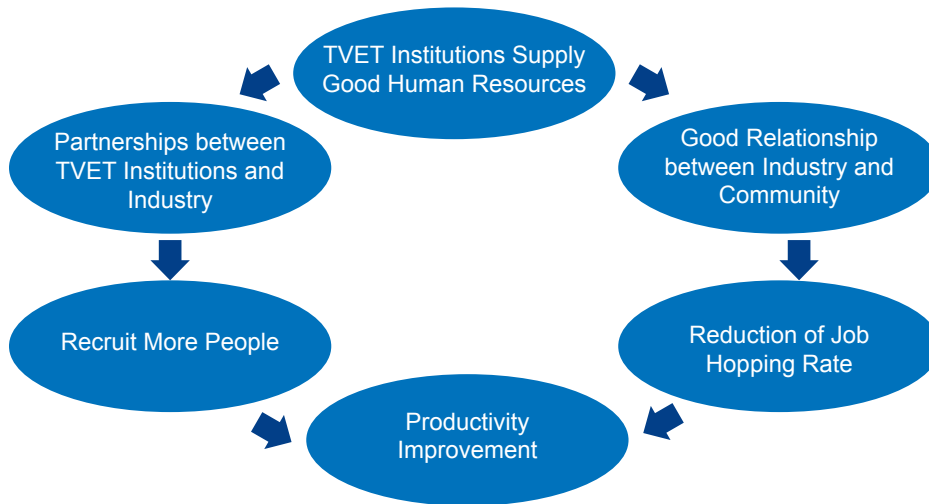 TVET Institutions Supply
Good Human Resources
Partnerships between
TVET Institutions and
Industry
Good Relationship
between Industry and
Community
Recruit More People
Reduction of Job
Hopping Rate
Productivity
Improvement